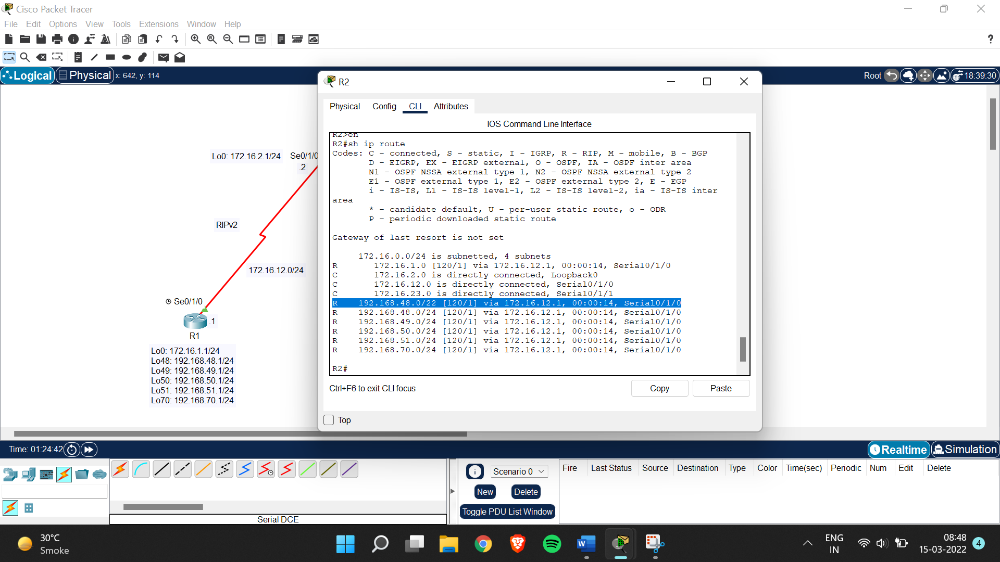 Cisco Packet Tracer
File Edit Options View Tools Extensions Window Help
?
Logical Physical x: 642, y: 114
Root 18:39:30
R2
Physical Config CLI Attributes
IOS Command Line Interface
R2>en
R2#sh ip route
Codes: C - connected, S - static, I - IGRP, R - RIP, M - mobile, B - BGP
D - EIGRP, EX - EIGRP external, O - OSPF, IA - OSPF inter area
N1 - OSPF NSSA external type 1, N2 - OSPF NSSA external type 2
E1 - OSPF external type 1, E2 - OSPF external type 2, E - EGP
i - IS-IS, L1 - IS-IS level-1, L2 - IS-IS level-2, ia - IS-IS inter
area
* - candidate default, U - per-user static route, o - ODR
P - periodic downloaded static route
Gateway of last resort is not set
172.16.0.0/24 is subnetted, 4 subnets
R 172.16.1.0 [120/1] via 172.16.12.1, 00:00:14, Serial0/1/0
C 172.16.2.0 is directly connected, Loopback0
C 172.16.12.0 is directly connected, Serial0/1/0
C 172.16.23.0 is directly connected, Serial0/1/1
R 192.168.48.0/22 [120/1] via 172.16.12.1, 00:00:14, Serial0/1/0
R 192.168.48.0/24 [120/1] via 172.16.12.1, 00:00:14, Serial0/1/0
R 192.168.49.0/24 [120/1] via 172.16.12.1, 00:00:14, Serial0/1/0
R 192.168.50.0/24 [120/1] via 172.16.12.1, 00:00:14, Serial0/1/0
R 192.168.51.0/24 [120/1] via 172.16.12.1, 00:00:14, Serial0/1/0
R 192.168.70.0/24 [120/1] via 172.16.12.1, 00:00:14, Serial0/1/0
R2#
Ctrl+F6 to exit CLI focus
Copy Paste
Top
Lo0: 172.16.2.1/24 Se0/1/0
.2
RIPv2
172.16.12.0/24
Se0/1/0
.1
R1
Lo0: 172.16.1.1/24
Lo48: 192.168.48.1/24
Lo49: 192.168.49.1/24
Lo50: 192.168.50.1/24
Lo51: 192.168.51.1/24
Lo70: 192.168.70.1/24
Time: 01:24:42
Realtime Simulation
Scenario 0
New Delete
Toggle PDU List Window
Fire Last Status Source Destination Type Color Time(sec) Periodic Num Edit Delete
Serial DCE
30°C
Smoke
ENG
IN
08:48
15-03-2022
4